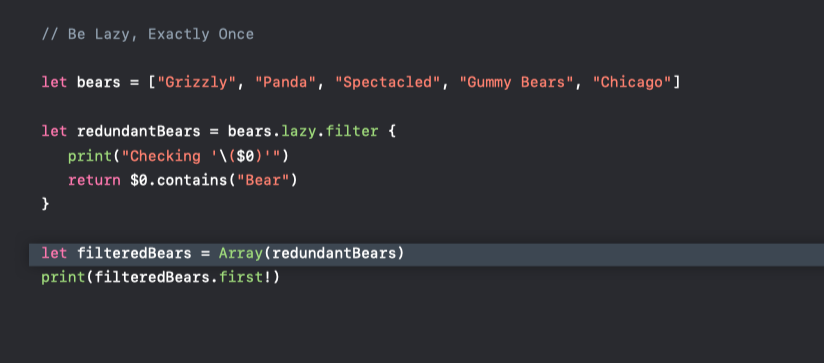 // Be Lazy, Exactly Once
let bears = ["Grizzly", "Panda", "Spectacled", "Gummy Bears", "Chicago"]
let redundantBears = bears.lazy.filter {
print("Checking '\($0)'")
return $0.contains("Bear")
}
let filteredBears = Array(redundantBears)
print(filteredBears.first!)